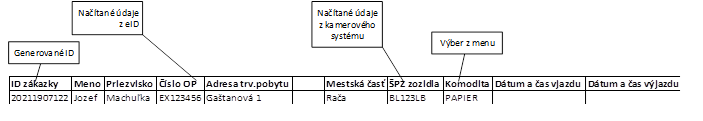 Načítané údaje
z eID
Načítané údaje
z kamerového
systému
Generované ID
Výber z menu
ID zákazky Meno Priezvisko Číslo OP Adresa trv.pobytu Mestská časť ŠPZ vozidla Komodita Dátum a čas vjazdu Dátum a čas výjazdu
20211907122 Jozef Machuľka EX123456 Gaštanová 1 Rača BL123LB PAPIER